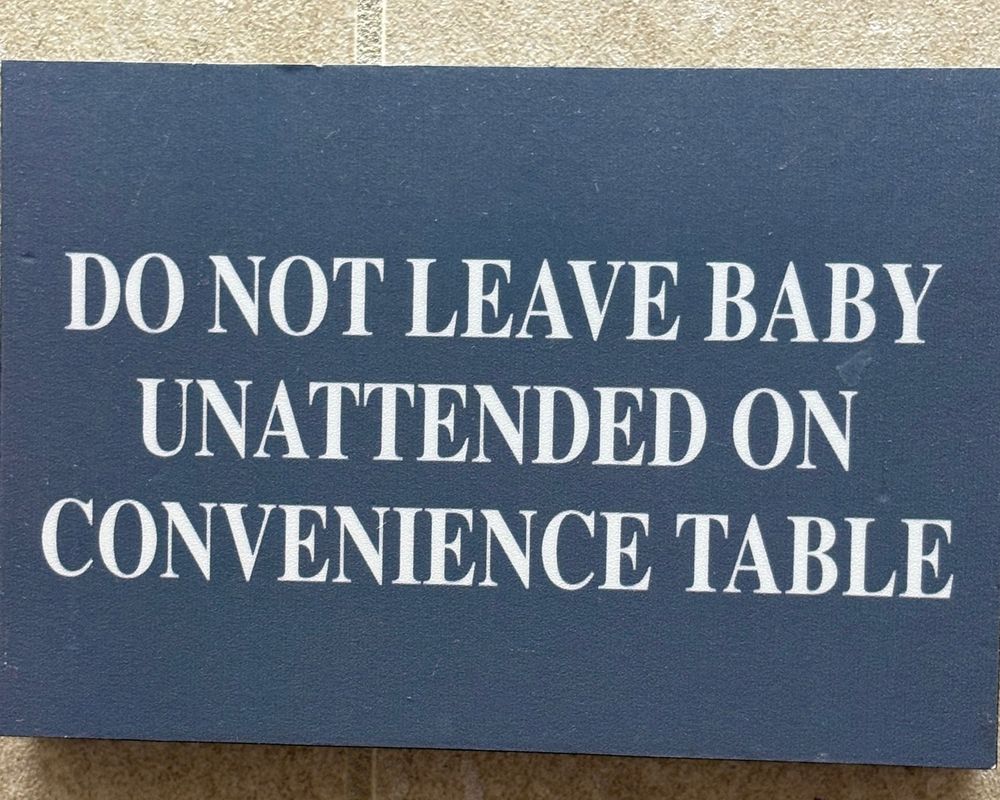 DO NOT LEAVE BABY
UNATTENDED ON
CONVENIENCE TABLE